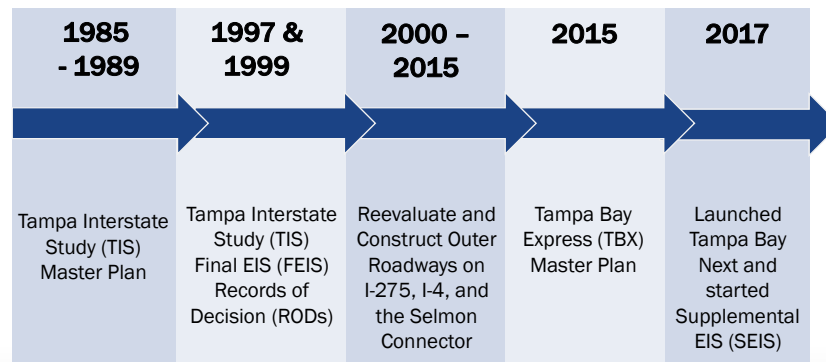 1985
- 1989
Tampa Interstate
Study (TIS)
Master Plan
1997 &
1999
Tampa Interstate
Study (TIS)
Final EIS (FEIS)
Records of
Decision (RODs)
2000 –
2015
Reevaluate and
Construct Outer
Roadways on
I-275, I-4, and
the Selmon
Connector
2015
Tampa Bay
Express (TBX)
Master Plan
2017
Launched
Tampa Bay
Next and
started
Supplemental
EIS (SEIS)